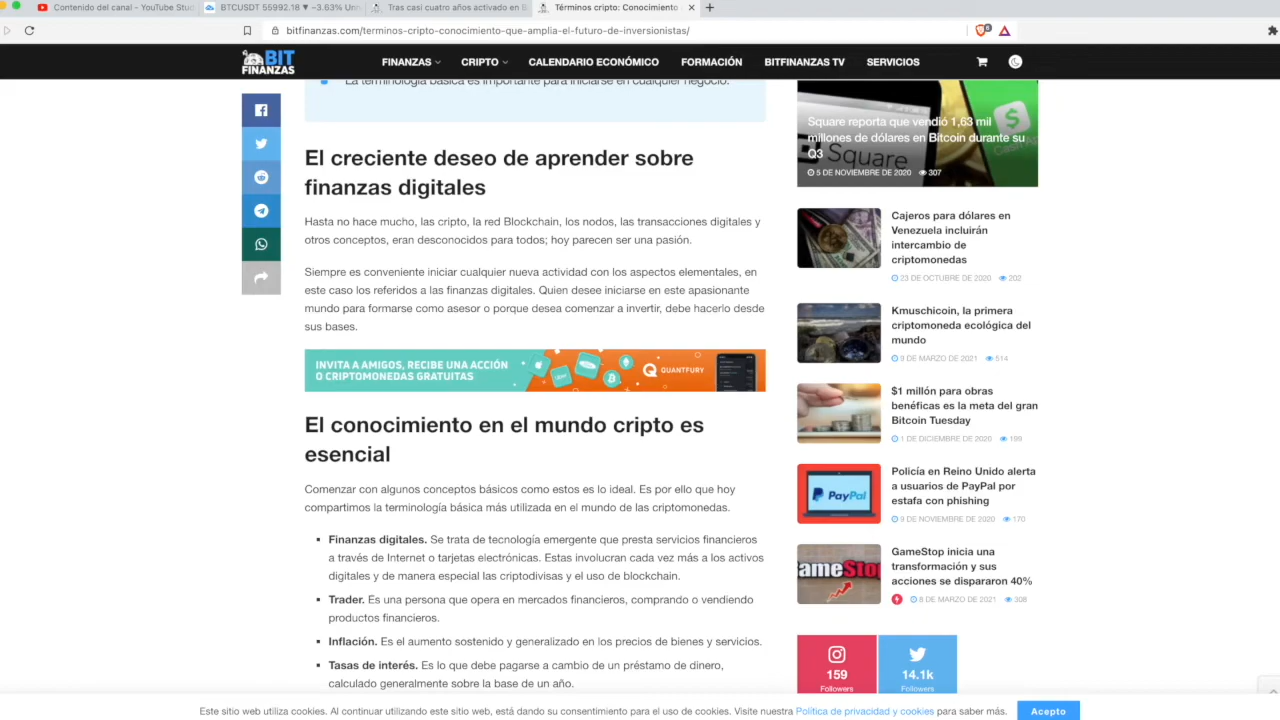 Contenido del canal - YouTube Stu
BTCUSDT 55992.18 ▼ −3.63% Un
Tras casi cuatro años activado en B
Términos cripto: Conocimiento
bitfinanzas.com/terminos-cripto-conocimiento-que-amplia-el-futuro-de-inversionistas/
BIT
FINANZAS
FINANZAS
CRIPTO
CALENDARIO ECONÓMICO
FORMACIÓN
BITFINANZAS TV
SERVICIOS
La terminología básica es importante para iniciarse en cualquier negocio.
El creciente deseo de aprender sobre
finanzas digitales
Hasta no hace mucho, las cripto, la red Blockchain, los nodos, las transacciones digitales y
otros conceptos, eran desconocidos para todos; hoy parecen ser una pasión.
Siempre es conveniente iniciar cualquier nueva actividad con los aspectos elementales, en
este caso los referidos a las finanzas digitales. Quien desee iniciarse en este apasionante
mundo para formarse como asesor o porque desea comenzar a invertir, debe hacerlo desde
sus bases.
INVITA A AMIGOS, RECIBE UNA ACCIÓN
O CRIPTOMONEDAS GRATUITAS
QUANTFURY
El conocimiento en el mundo cripto es
esencial
Comenzar con algunos conceptos básicos como estos es lo ideal. Es por ello que hoy
compartimos la terminología básica más utilizada en el mundo de las criptomonedas.
Finanzas digitales. Se trata de tecnología emergente que presta servicios financieros
a través de Internet o tarjetas electrónicas. Estas involucran cada vez más a los activos
digitales y de manera especial las criptodivisas y el uso de blockchain.
Trader. Es una persona que opera en mercados financieros, comprando o vendiendo
productos financieros.
Inflación. Es el aumento sostenido y generalizado en los precios de bienes y servicios.
Tasas de interés. Es lo que debe pagarse a cambio de un préstamo de dinero,
calculado generalmente sobre la base de un año.
Square reporta que vendió 1,63 mil
millones de dólares en Bitcoin durante su
Q3
5 DE NOVIEMBRE DE 2020 307
Square
Cajeros para dólares en
Venezuela incluirán
intercambio de
criptomonedas
23 DE OCTUBRE DE 2020 202
Kmuschicoin, la primera
criptomoneda ecológica del
mundo
9 DE MARZO DE 2021 514
$1 millón para obras
benéficas es la meta del gran
Bitcoin Tuesday
1 DE DICIEMBRE DE 2020 199
PayPal
Policía en Reino Unido alerta
a usuarios de PayPal por
estafa con phishing
9 DE NOVIEMBRE DE 2020 170
ameSto
GameStop inicia una
transformación y sus
acciones se dispararon 40%
8 DE MARZO DE 2021 308
159
Followers
14.1k
Followers
Este sitio web utiliza cookies. Al continuar utilizando este sitio web, está dando su consentimiento para el uso de cookies. Visite nuestra Política de privacidad y cookies para saber más.
Acepto